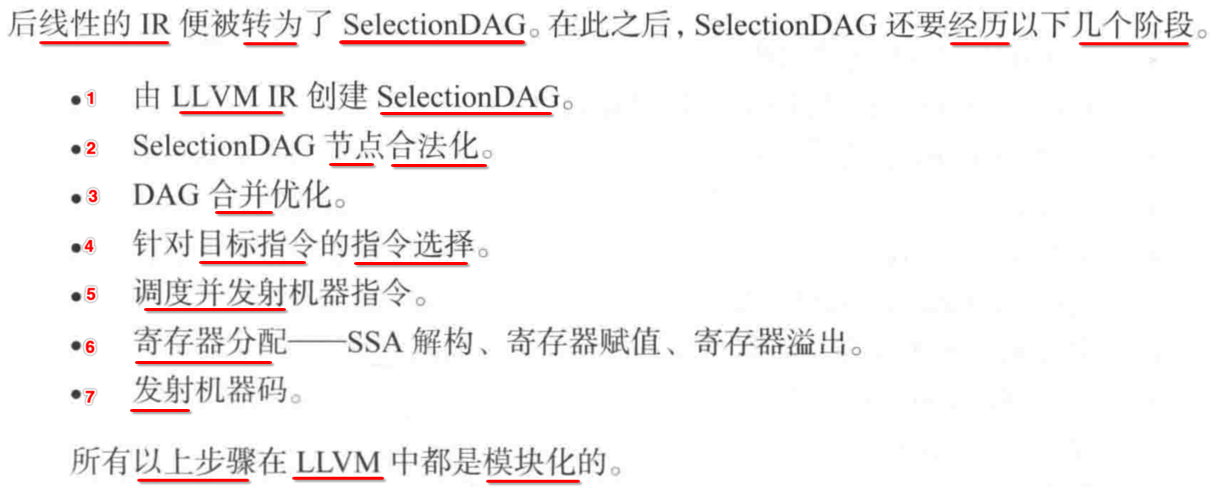 后线性的 IR 便被转为了 SelectionDAG。在此之后，SelectionDAG 还要经历以下几个阶段。
•1 由 LLVM IR 创建 SelectionDAG。
•2 SelectionDAG 节点合法化。
•3 DAG 合并优化。
•4 针对目标指令的指令选择。
•5 调度并发射机器指令。
•6 寄存器分配——SSA 解构、寄存器赋值、寄存器溢出。
•7 发射机器码。
所有以上步骤在 LLVM 中都是模块化的。